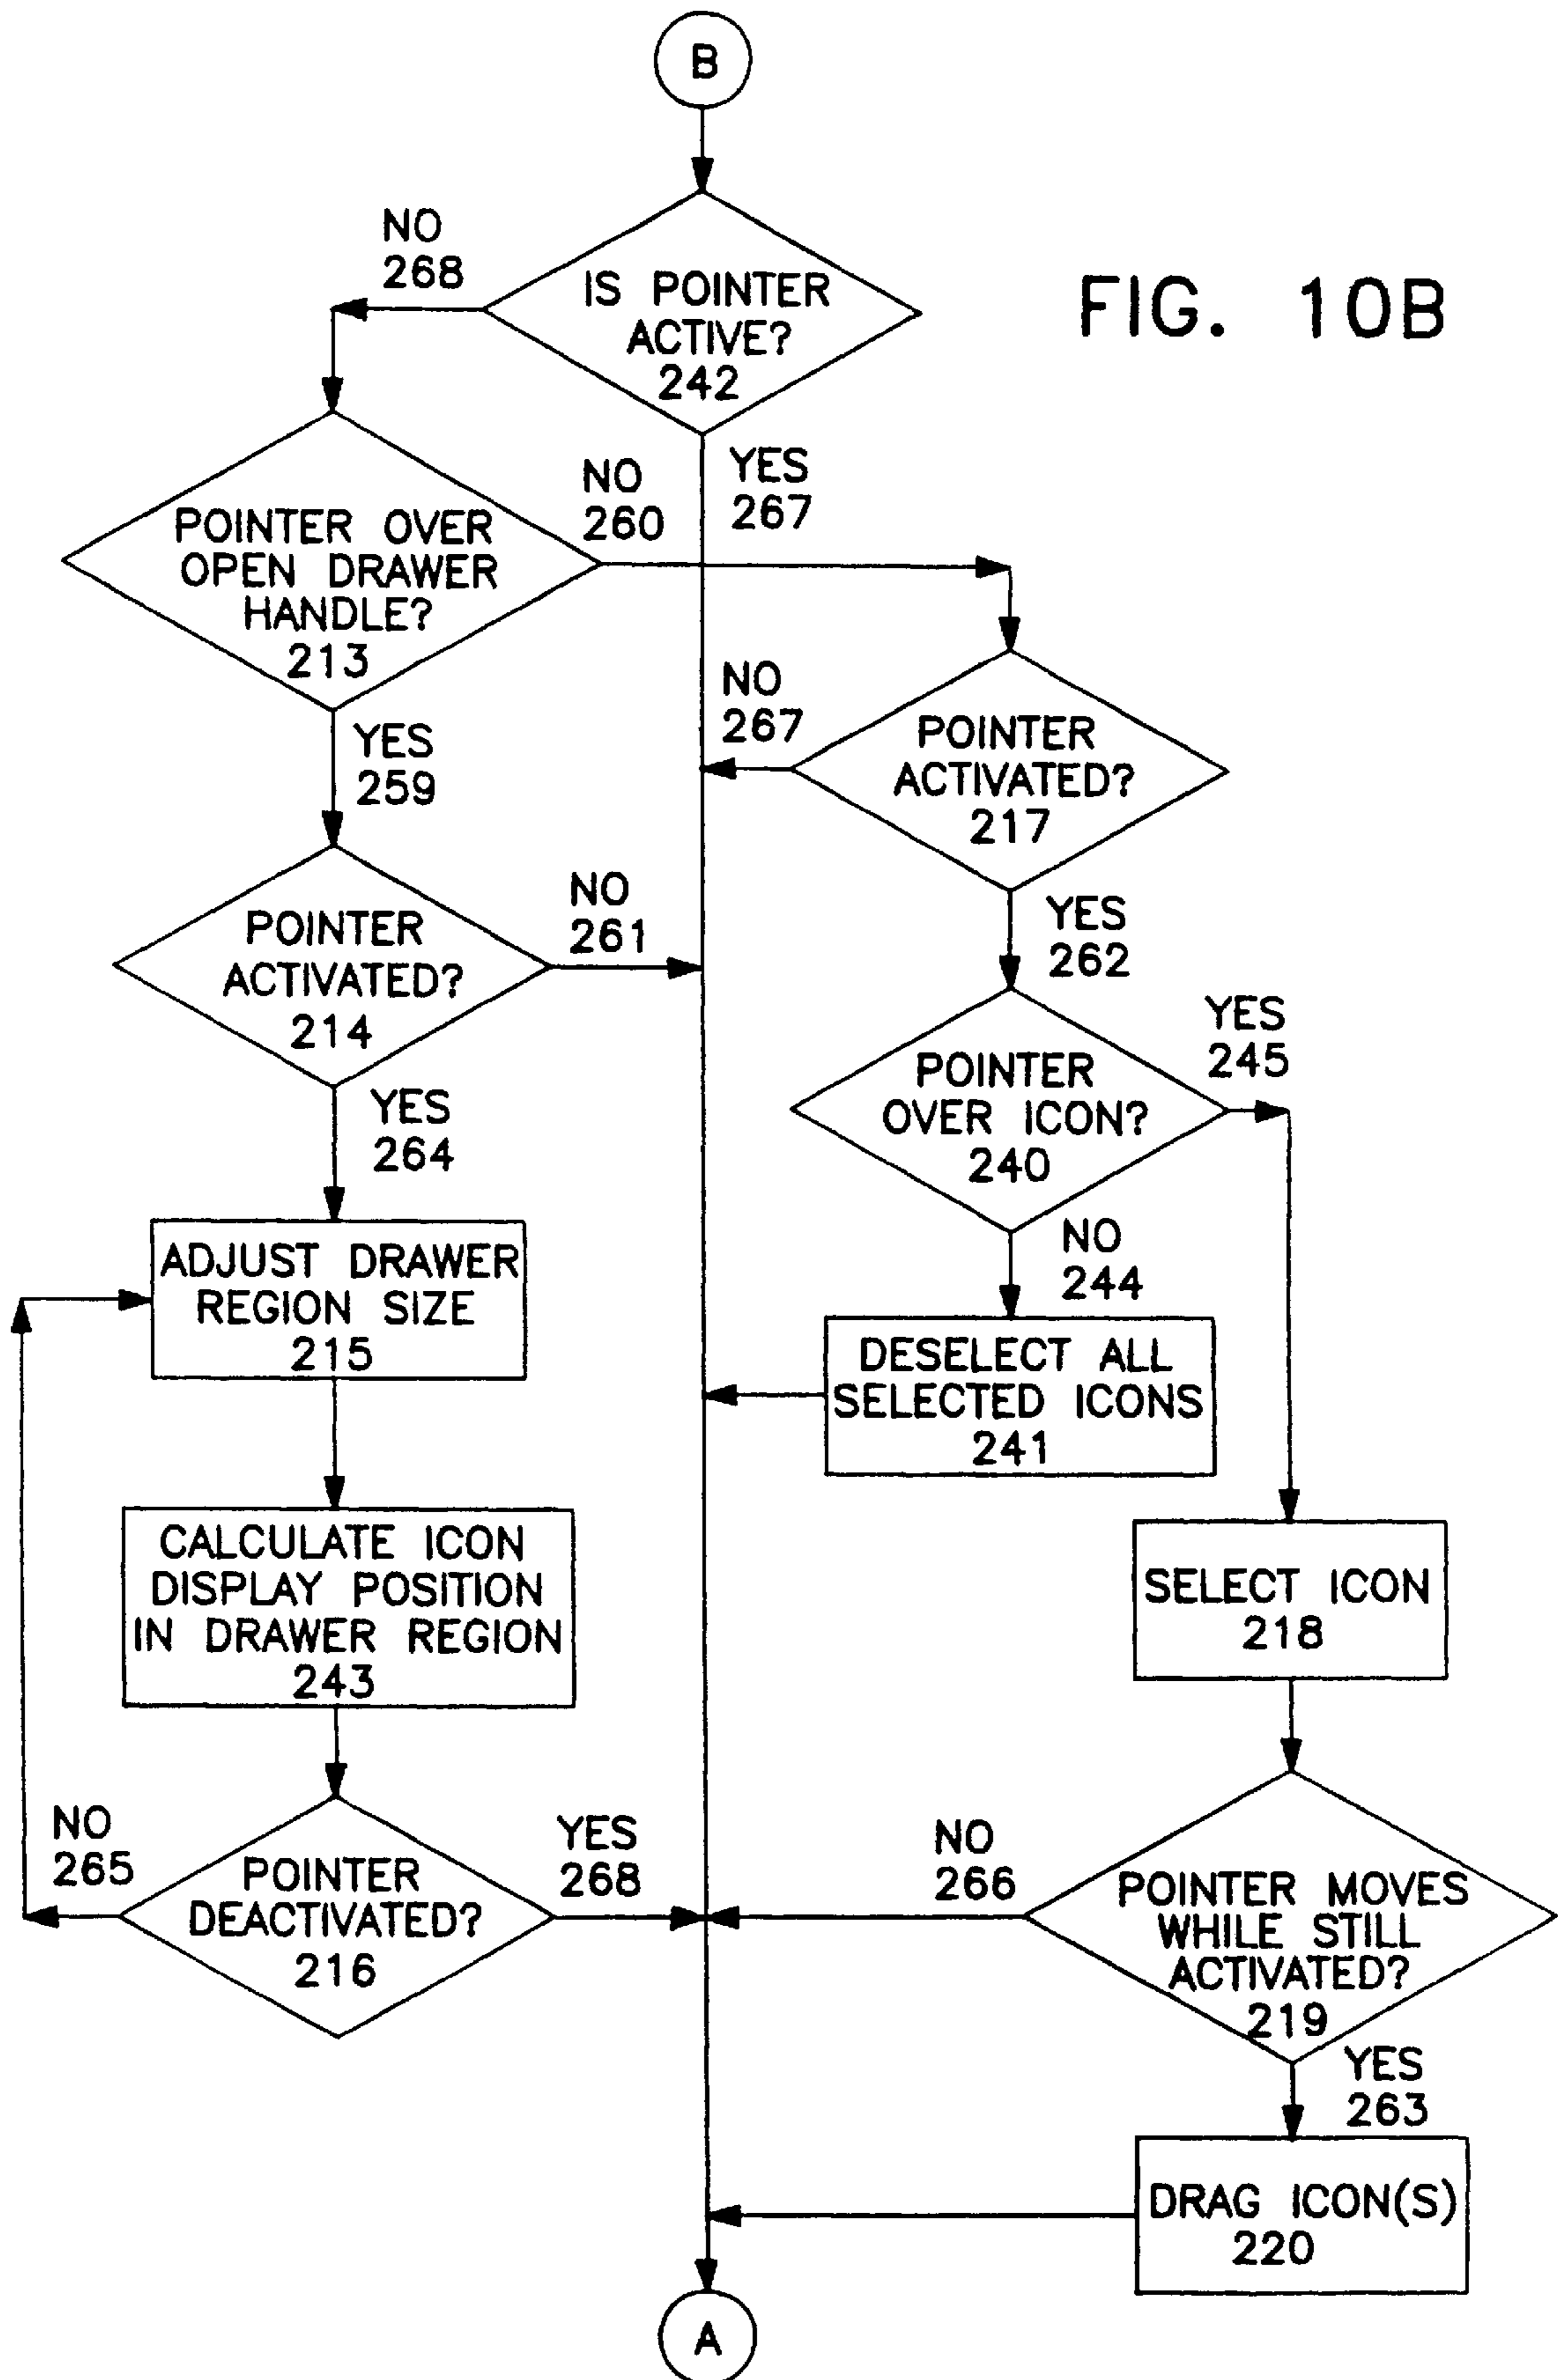 B
NO
268
IS POINTER
ACTIVE?
242
FIG. 10B
YES
267
NO
260
POINTER OVER
OPEN DRAWER
HANDLE?
213
NO
267
POINTER
ACTIVATED?
217
YES
259
NO
261
POINTER
ACTIVATED?
214
YES
262
YES
245
POINTER
OVER ICON?
240
YES
264
NO
244
ADJUST DRAWER
REGION SIZE
215
DESELECT ALL
SELECTED ICONS
241
CALCULATE ICON
DISPLAY POSITION
IN DRAWER REGION
243
SELECT ICON
218
NO
265
YES
268
POINTER
DEACTIVATED?
216
NO
266
POINTER MOVES
WHILE STILL
ACTIVATED?
219
YES
263
DRAG ICON(S)
220
A